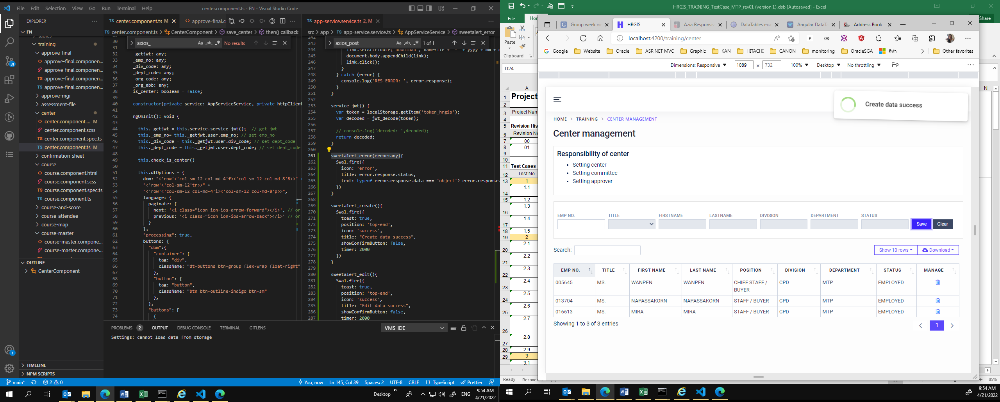 File Edit Selection View Go Run Terminal Help
center.component.ts - FN - Visual Studio Code
EXPLORER
FN
training
approve-final
approve-final.componen...
approve-final.componen...
TS approve-final.componen...
TS approve-final.componen...
approve-mgr
assessment-file
center
center.component.... M
center.component.scss
TS center.component.spec.ts
TS center.component.ts M
confirmation-sheet
course
course.component.html
course.component.scss
TS course.component.spec.ts
TS course.component.ts
course-and-score
course-attendee
course-map
course-master
course-master.compone...
course-master.compone...
OUTLINE
CenterComponent
TIMELINE
NPM SCRIPTS
TS center.component.ts M
approve-final.c
TS center.component.ts > CenterComponent > save_center > then() callback
axios_
No results
30
31
32 _getjwt: any;
33 _emp_no: any;
34 _div_code: any;
35 _dept_code: any;
36 _org_code: any;
37 _org_abb: any;
38 is_center: boolean = false;
39
40 constructor(private service: AppServiceService, private httpClient
41
42 ngOnInit(): void {
43
44 this._getjwt = this.service.service_jwt();  // get jwt
45 this._emp_no= this._getjwt.user.emp_no; // set emp_no
46 this._div_code = this._getjwt.user.div_code; // set dept_code
47 this._dept_code = this._getjwt.user.dept_code; // set dept_code
48
49 this.check_is_center()
50
51 this.dtOptions = {
52 dom: "<'row'<'col-sm-12 col-md-4'f><'col-sm-12 col-md-8'B>>" +
53 "<'row'<'col-sm-12'tr>>" +
54 "<'row'<'col-sm-12 col-md-4'i><'col-sm-12 col-md-8'p>>",
55 language: {
56 paginate: {
57 next: '<i class="icon ion-ios-arrow-forward"></i>', // or
58 previous: '<i class="icon ion-ios-arrow-back"></i>' // or
59 }
60 },
61 "processing": true,
62 buttons: {
63 "dom":{
64 "container": {
65 tag: "div",
66 className: "dt-buttons btn-group flex-wrap float-right"
67 },
68 "button": {
69 tag: "button",
70 className: "btn btn-outline-indigo btn-sm"
71 },
72 },
73 "buttons": [
74 {
TS app-service.service.ts 2, M
src > app > TS app-service.service.ts > AppServiceService > sweetalert_error
axios_post
1 of 1
242
243
244 link.setAttribute('download', namefile + '-' + yyyy + mm + d
245 document.body.appendChild(link);
246 link.click();
247 }
248 } catch (error) {
249 console.log('RES ERROR: ', error.response);
250 }
251 }
252
253 service_jwt() {
254 var token = localStorage.getItem('token_hrgis');
255 var decoded = jwt_decode(token);
256
257 // console.log('decoded: ',decoded);
258 return decoded;
259 }
260
261 sweetalert_error(error:any){
262 Swal.fire({
263 icon: 'error',
264 title: error.response.status,
265 text: typeof error.response.data === 'object'? error.response.
266 })
267 }
268
269 sweetalert_create(){
270 Swal.fire({
271 toast: true,
272 position: 'top-end',
273 icon: 'success',
274 title: "Create data success",
275 showConfirmButton: false,
276 timer: 2000
277 })
278 }
279
280 sweetalert_edit(){
281 Swal.fire({
282 toast: true,
283 position: 'top-end',
284 icon: 'success',
285 title: "Edit data success",
286 showConfirmButton: false,
287 timer: 2000
PROBLEMS 2 OUTPUT DEBUG CONSOLE TERMINAL GITLENS
VMS-IDE
Settings: cannot load data from storage
31
1
main* 2 0
You, now Ln 145, Col 39 Spaces: 2 UTF-8 CRLF {} TypeScript Prettier
Desktop ENG 9:54 AM
4/21/2022
HRGIS_TRAINING_TestCase_MTP_rev01 (version 1).xlsb [Autosaved] - Excel
File Hor Share
Paste
Clipboard
D24
A N
1 Project
2
3 Project Nam
4
5 Revision His
6 Revision No
7 00
8 01
9
10
11 Test Cases
12 Test No.
13 1
14 1.1
15 1.2
16 1.3
17 1.4
18 1.5
19 2
20 2.1
21 2.2
22 2.3
23 2.4
24 2.5
25 2.6
26 2.7
27 2.8
28 2.9
29 3
3.1
Ready Recovered
85%
Group week vi HRGIS Azia Responsiv DataTables exa Angular DataTa Address Book
localhost:4200/training/center
Google Website Oracle ASP.NET MVC Graphic KAN HITACHI CANON monitoring OracleSGA กีฬา Other favorites
Dimensions: Responsive 1089 × 732 100% Desktop No throttling
Create data success
HOME > TRAINING > CENTER MANAGEMENT
Center management
Responsibility of center
• Setting center
• Setting committee
• Setting approver
EMP NO. TITLE FIRSTNAME LASTNAME DIVISION DEPARTMENT STATUS
Save Clear
Search: Show 10 rows Download
EMP NO. TITLE FIRST NAME LAST NAME POSITION DIVISION DEPARTMENT STATUS MANAGE
005645 MS. WANPEN WANPEN CHIEF STAFF / BUYER CPD MTP EMPLOYED
013704 MS. NAPASSAKORN NAPASSAKORN STAFF / BUYER CPD MTP EMPLOYED
016613 MS. MIRA MIRA STAFF / BUYER CPD MTP EMPLOYED
Showing 1 to 3 of 3 entries
1
9:54 AM
4/21/2022